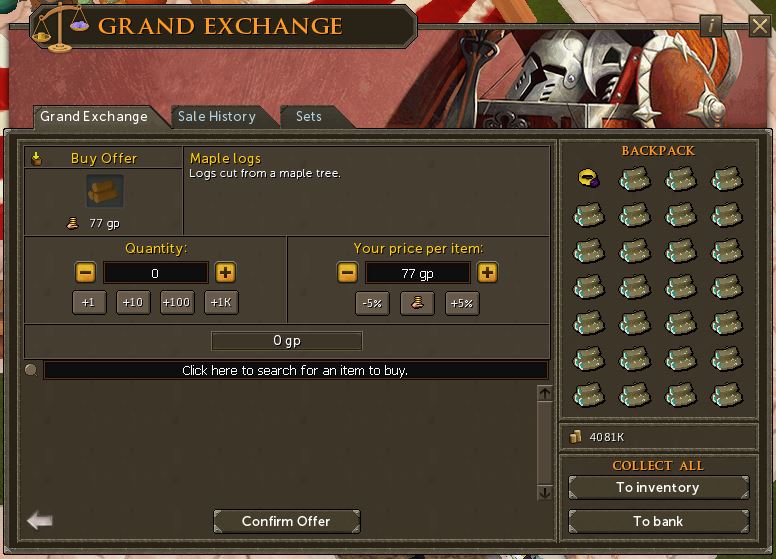 GRAND EXCHANGE
i
Grand Exchange
Sale History
Sets
Buy Offer
Maple logs
Logs cut from a maple tree.
77 gp
Quantity:
0
+1
+10
+100
+1K
Your price per item:
77 gp
-5%
+5%
0 gp
Click here to search for an item to buy.
Confirm Offer
BACKPACK
4081K
COLLECT ALL
To inventory
To bank